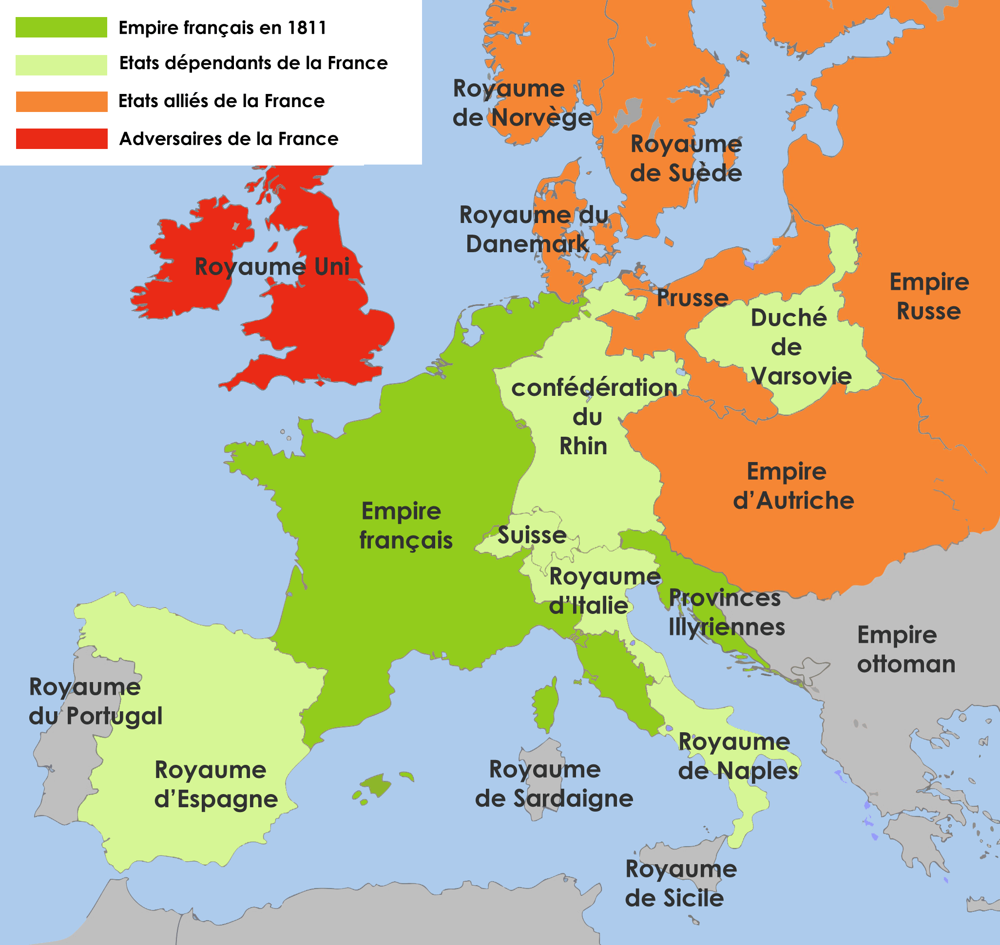 Empire français en 1811
Etats dépendants de la France
Etats alliés de la France
Adversaires de la France
Royaume
de Norvège
Royaume
de Suède
Royaume du
Danemark
Royaume Uni
Prusse
Empire
Russe
Duché
de
Varsovie
confédération
du
Rhin
Empire
d’Autriche
Empire
français
Suisse
Royaume
d’Italie
Provinces
Illyriennes
Empire
ottoman
Royaume
du Portugal
Royaume
d’Espagne
Royaume
de Sardaigne
Royaume
de Naples
Royaume
de Sicile